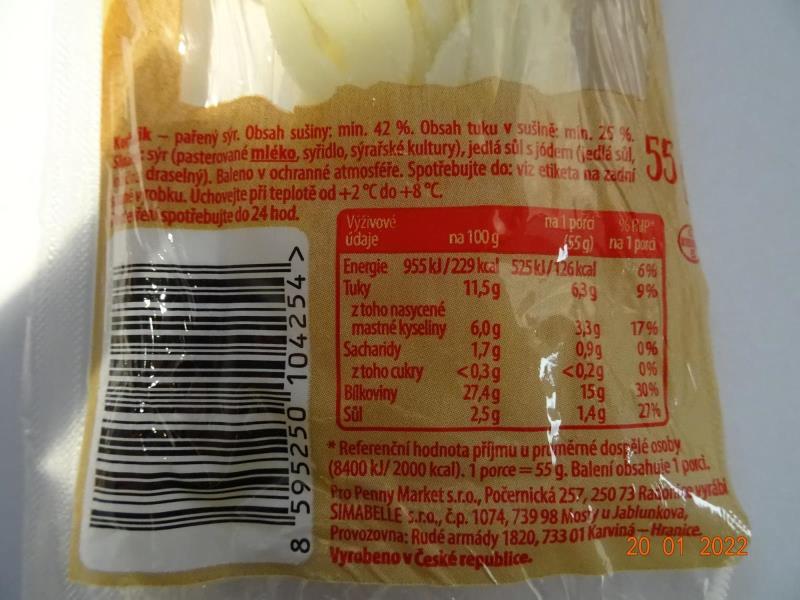 – pařený sýr. Obsah sušiny: min. 42 %. Obsah tuku v sušině: min. 25 %.
sýr (pasterované mléko, syřidlo, sýrařské kultury), jedlá sůl s jódem (jedlá sůl,
draselný). Baleno v ochranné atmosféře. Spotřebujte do: viz etiketa na zadní
Uchovejte při teplotě od +2 °C do +8 °C.
spotřebujte do 24 hod.
55
Výživové údaje na 100 g na 1 porci (55 g) na 1 porci
Energie 955 kJ/229 kcal 525 kJ/126 kcal 6%
Tuky 11,5 g 6,3 g 9%
z toho nasycené
mastné kyseliny 6,0 g 3,3 g 17%
Sacharidy 1,7 g 0,9 g 0%
z toho cukry <0,3 g <0,2 g 0%
Bílkoviny 27,4 g 15 g 30%
Sůl 2,5 g 1,4 g 27%
* Referenční hodnota příjmu u průměrné dospělé osoby
(8400 kJ/ 2000 kcal). 1 porce = 55 g. Balení obsahuje 1 porci.
Pro Penny Market s.r.o., Počernická 257, 250 73 Radonice vyrábí
SIMABELLE s.r.o., č.p. 1074, 739 98 Mosty u Jablunkova,
Provozovna: Rudé armády 1820, 733 01 Karviná – Hranice.
Vyrobeno v České republice.
8 595250 104254 >
20 01 2022